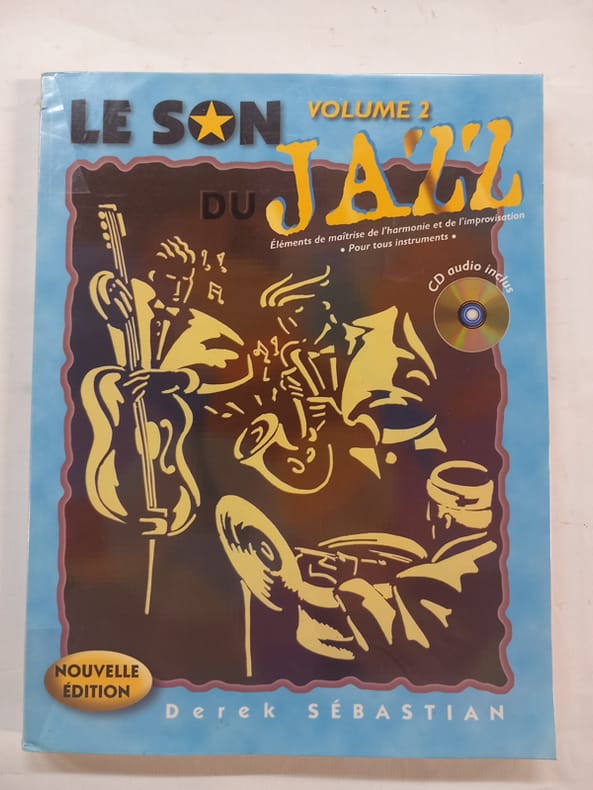 LE SON
VOLUME 2
DU JAZZ
Éléments de maîtrise de l'harmonie et de l'improvisation
• Pour tous instruments •
CD audio inclus
NOUVELLE
ÉDITION
Derek SÉBASTIAN